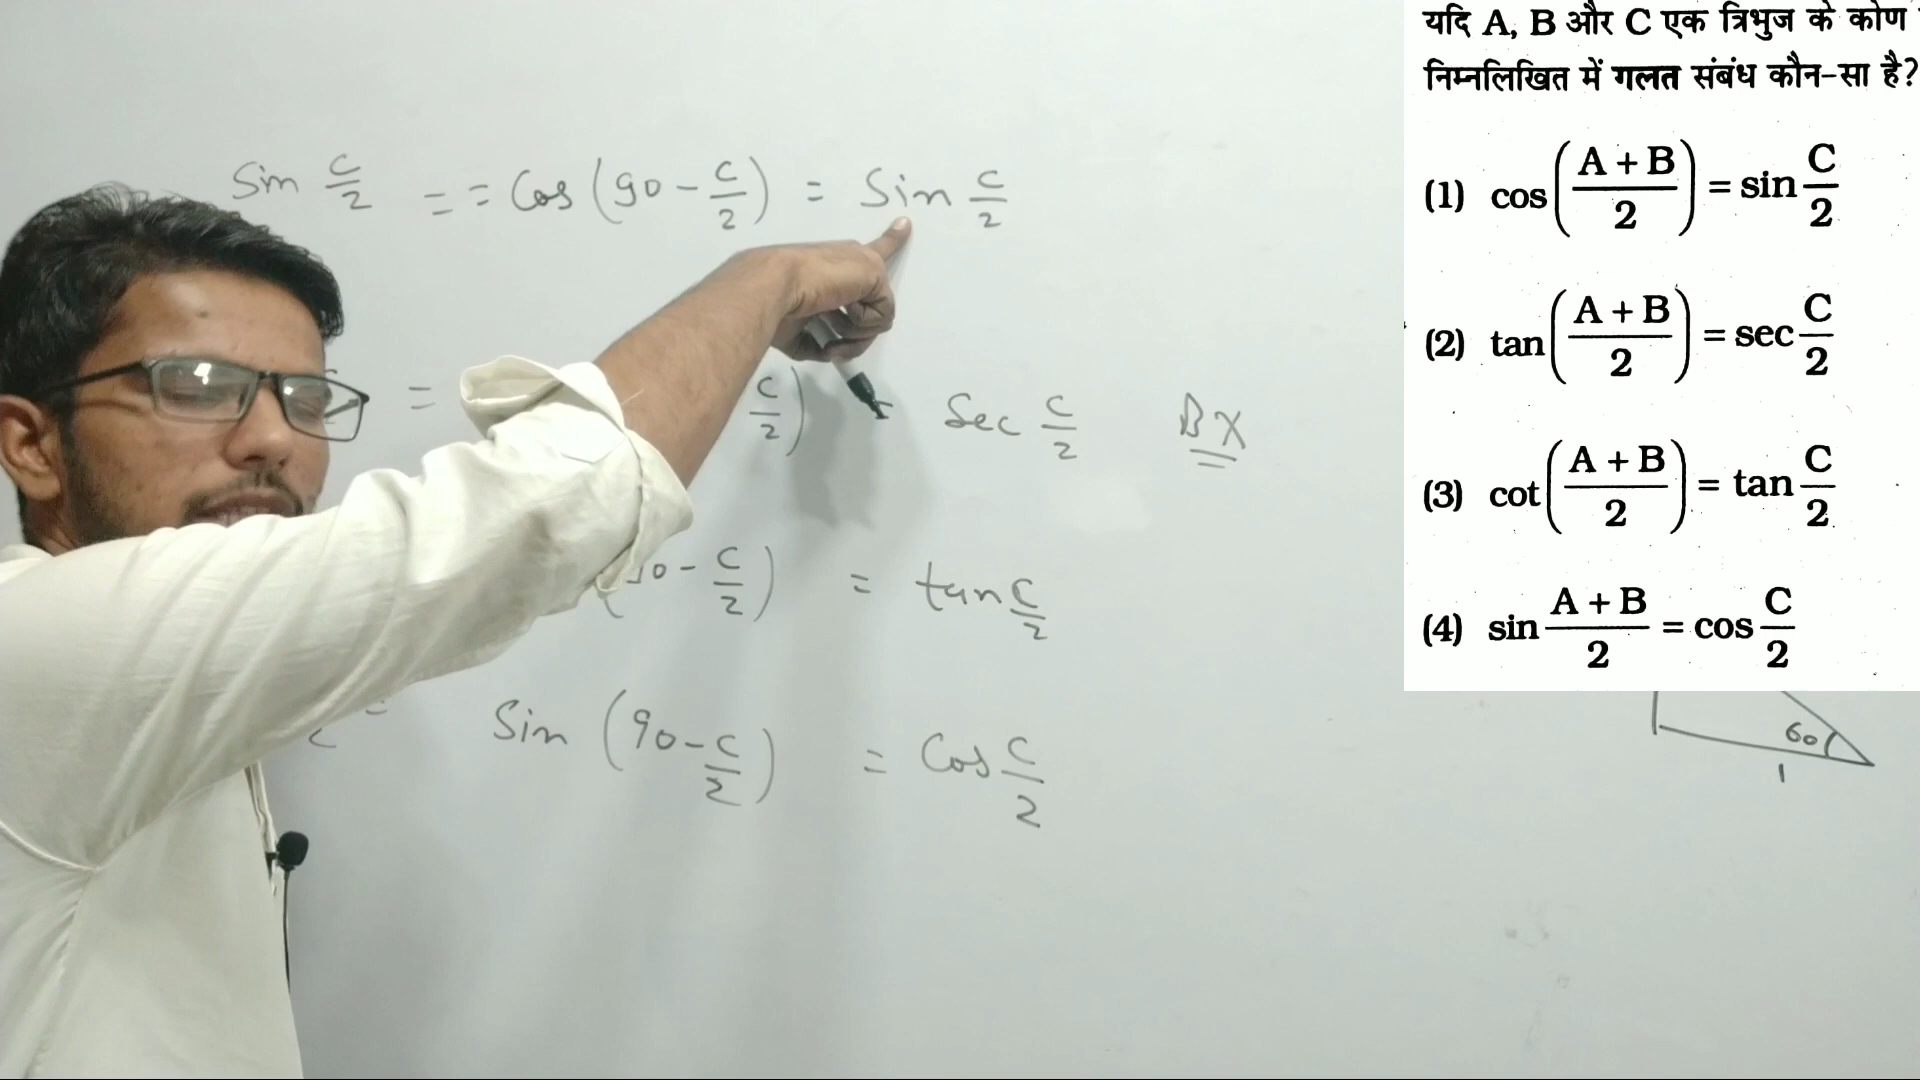 Sin C/2 = = Cos (90 - C/2) = Sin C/2
= C/2) = Sec C/2 B X
(90 - C/2) = tan C/2
= Sin (90 - C/2) = Cos C/2
यदि A, B और C एक त्रिभुज के कोण
निम्नलिखित में गलत संबंध कौन-सा है?
(1) cos((A + B)/2) = sin C/2
(2) tan((A + B)/2) = sec C/2
(3) cot((A + B)/2) = tan C/2
(4) sin (A + B)/2 = cos C/2
60
1